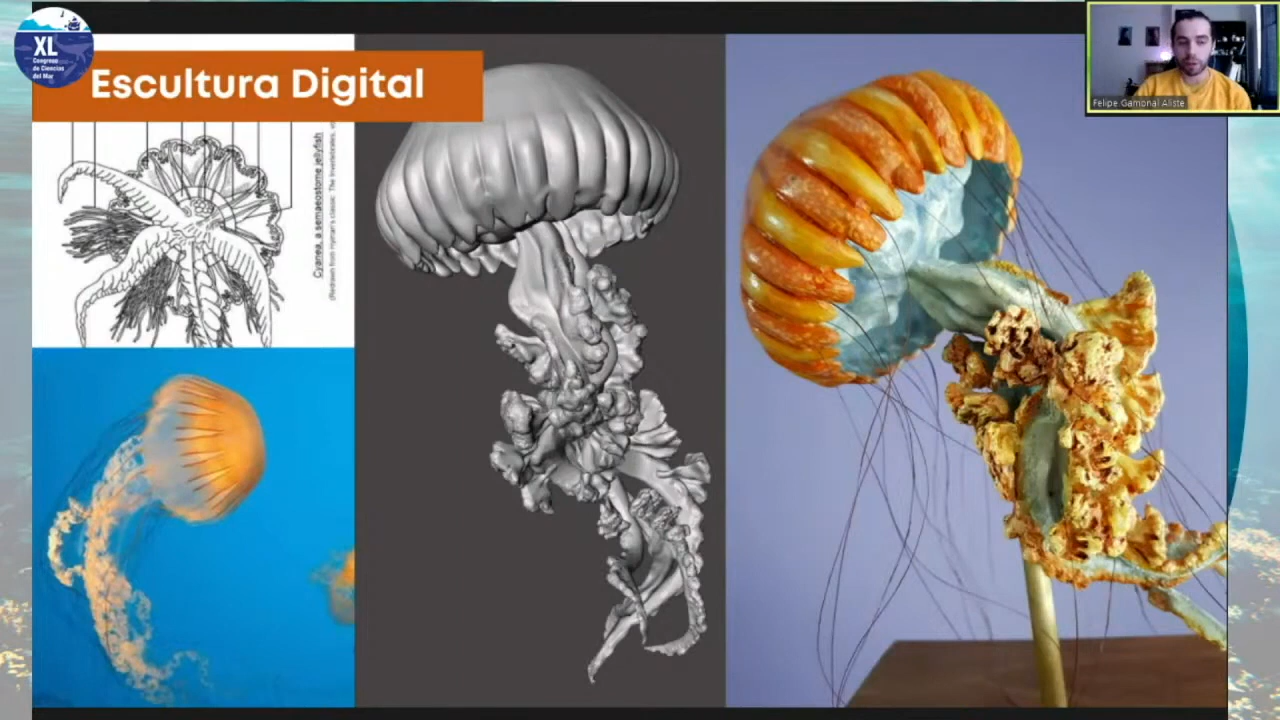 XL
Congreso
de Ciencias
del Mar
Escultura Digital
Cyanea, a semaeostome jellyfish
(Redrawn from Hyman's classic: The Invertebrates,
Felipe Gamonal Aliste